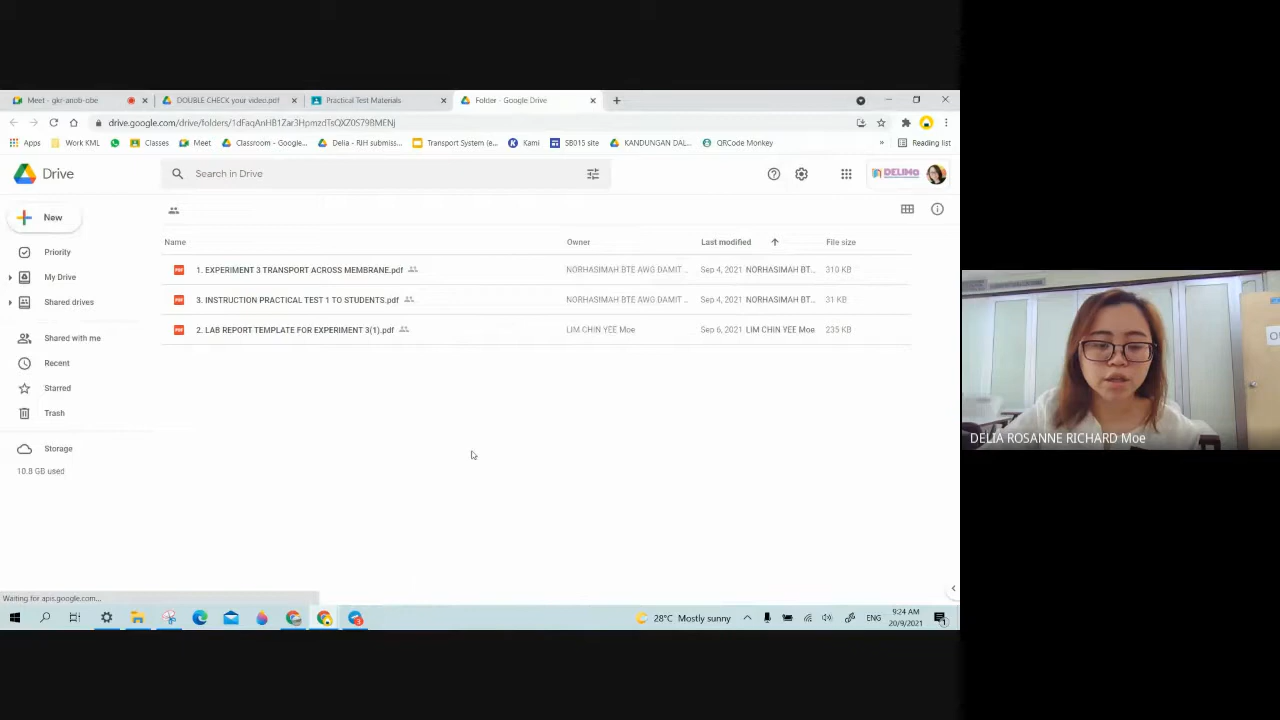 Meet - gkr-anob-obe
DOUBLE CHECK your video.pdf
Practical Test Materials
Folder - Google Drive
drive.google.com/drive/folders/1dFaqAnHB1Zar3HpmzdTsQXZ0S798MENj
Apps
Work KML
Classes
Meet
Classroom - Google...
Delia - RIH submiss...
Transport System (e...
Kami
SB015 site
KANDUNGAN DAL...
QRCode Monkey
»
Reading list
Drive
Search in Drive
DELIMa
New
Name
Owner
Last modified
File size
Priority
1. EXPERIMENT 3 TRANSPORT ACROSS MEMBRANE.pdf
NORHASIMAH BTE AWG DAMIT ...
Sep 4, 2021 NORHASIMAH BT...
310 KB
My Drive
Shared drives
3. INSTRUCTION PRACTICAL TEST 1 TO STUDENTS.pdf
NORHASIMAH BTE AWG DAMIT ...
Sep 4, 2021 NORHASIMAH BT...
31 KB
2. LAB REPORT TEMPLATE FOR EXPERIMENT 3(1).pdf
LIM CHIN YEE Moe
Sep 6, 2021 LIM CHIN YEE Moe
235 KB
Shared with me
Recent
Starred
Trash
Storage
10.8 GB used
DELIA ROSANNE RICHARD Moe
Waiting for apis.google.com...
28°C Mostly sunny
ENG
9:24 AM
20/9/2021